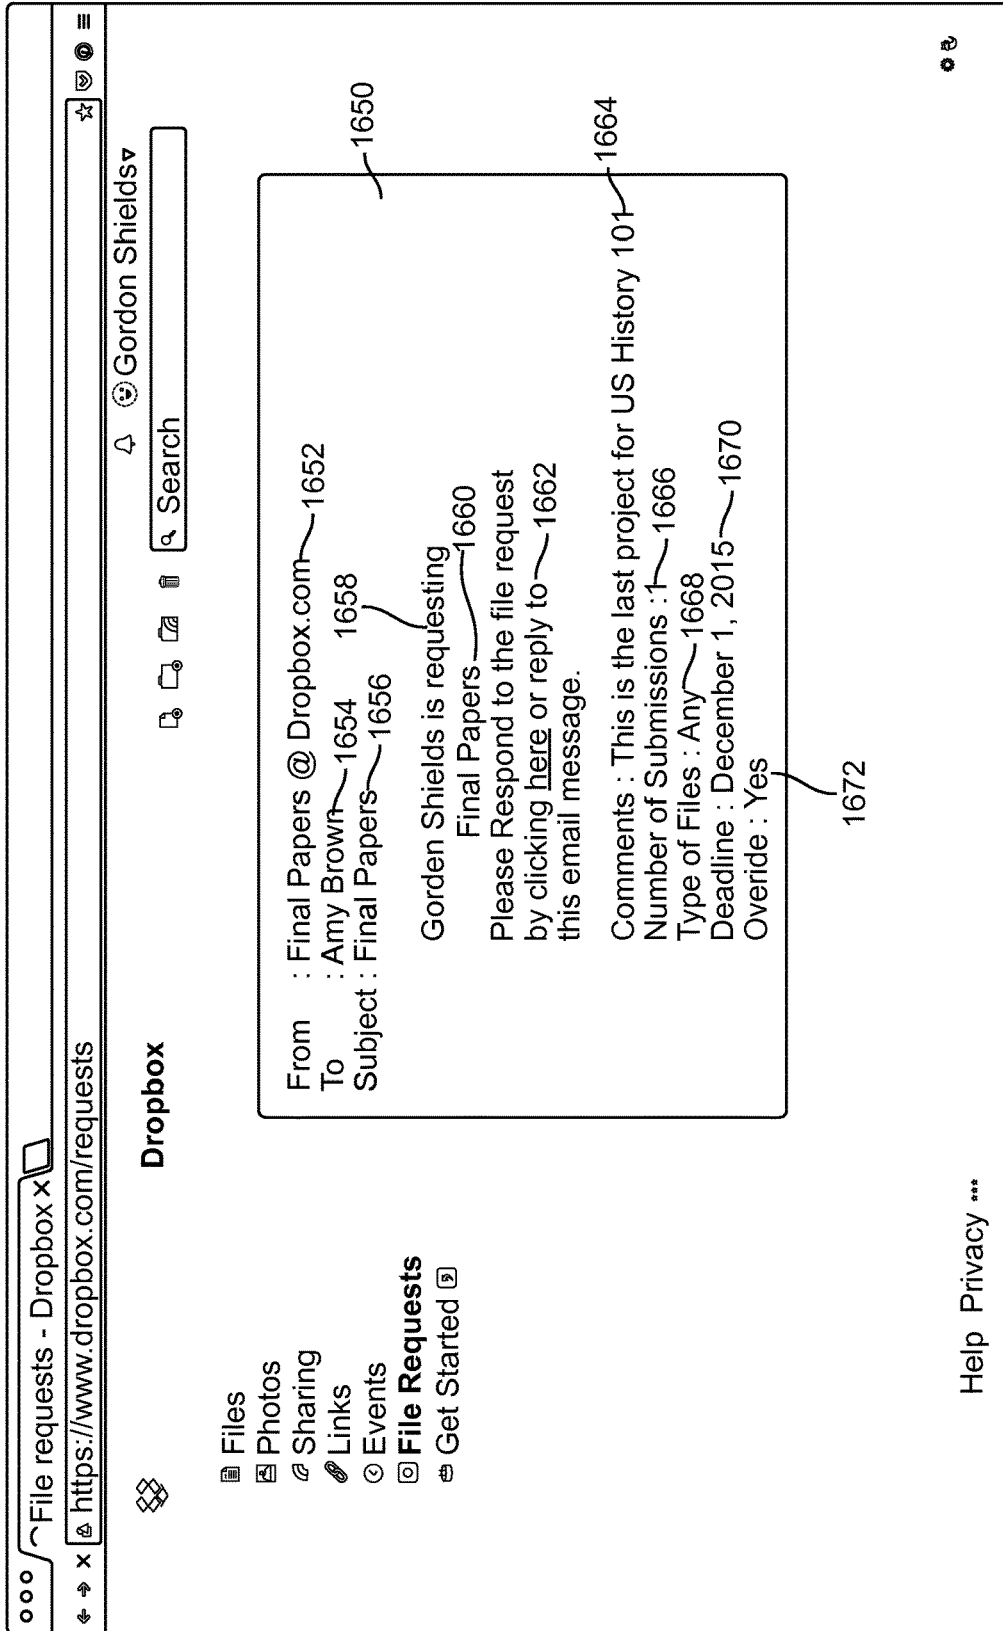 File requests - Dropbox X
https://www.dropbox.com/requests
Gordon Shields
Dropbox
Search
Files
Photos
Sharing
Links
Events
File Requests
Get Started
From : Final Papers @ Dropbox.com 1652
To : Amy Brown 1654
Subject : Final Papers 1656
1658
1650
Gorden Shields is requesting
Final Papers 1660
Please Respond to the file request
by clicking here or reply to 1662
this email message.
Comments : This is the last project for US History 101 1664
Number of Submissions : 1 1666
Type of Files : Any 1668
Deadline : December 1, 2015 1670
Overide : Yes
1672
Help Privacy ***